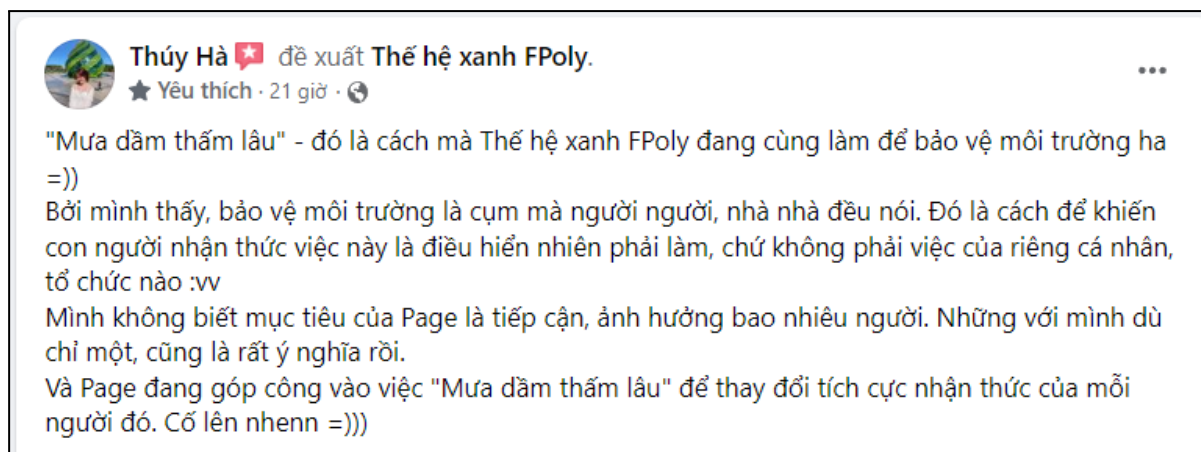 Thúy Hà đề xuất Thế hệ xanh FPoly.
Yêu thích · 21 giờ ·
"Mưa dầm thấm lâu" - đó là cách mà Thế hệ xanh FPoly đang cùng làm để bảo vệ môi trường ha
=))
Bởi mình thấy, bảo vệ môi trường là cụm mà người người, nhà nhà đều nói. Đó là cách để khiến
con người nhận thức việc này là điều hiển nhiên phải làm, chứ không phải việc của riêng cá nhân,
tổ chức nào :vv
Mình không biết mục tiêu của Page là tiếp cận, ảnh hưởng bao nhiêu người. Những với mình dù
chỉ một, cũng là rất ý nghĩa rồi.
Và Page đang góp công vào việc "Mưa dầm thấm lâu" để thay đổi tích cực nhận thức của mỗi
người đó. Cố lên nhenn =)))